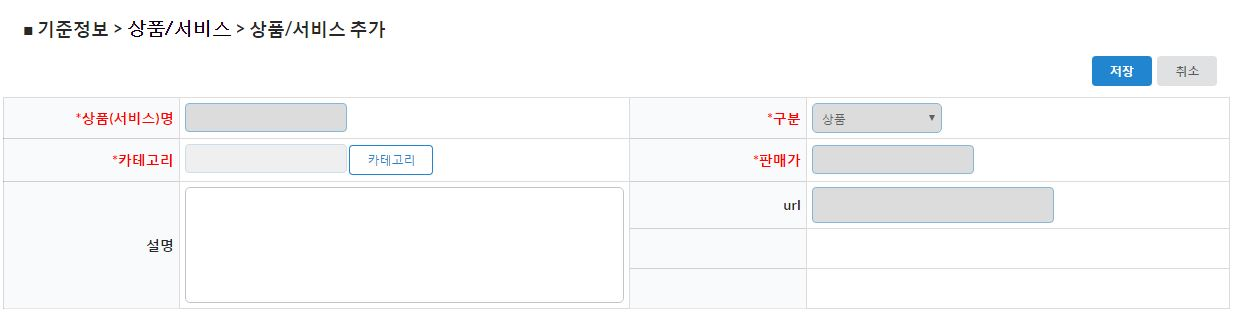 ■ 기준정보 > 상품/서비스 > 상품/서비스 추가
저장 취소
*상품(서비스)명 *구분 상품
*카테고리 카테고리 *판매가
설명 url